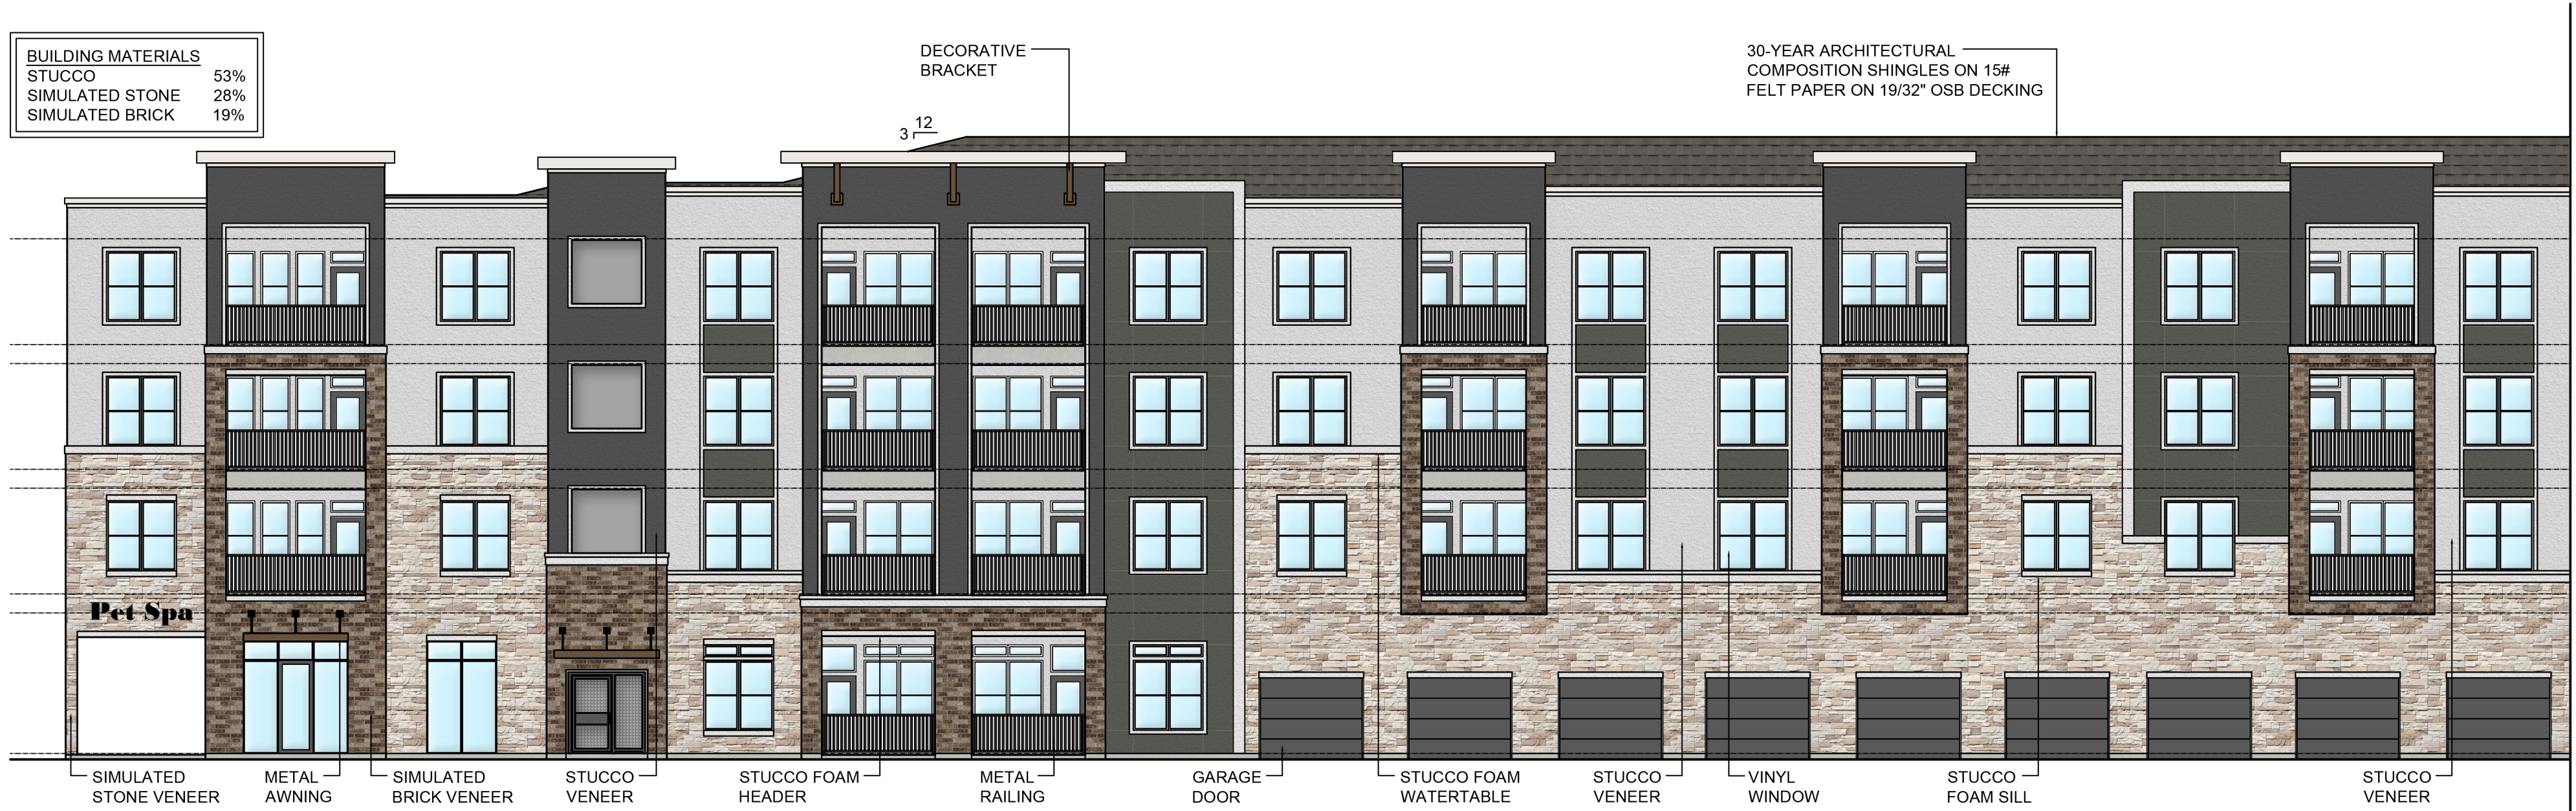 BUILDING MATERIALS
STUCCO 53%
SIMULATED STONE 28%
SIMULATED BRICK 19%
DECORATIVE
BRACKET
30-YEAR ARCHITECTURAL
COMPOSITION SHINGLES ON 15#
FELT PAPER ON 19/32" OSB DECKING
12
3
Pet Spa
SIMULATED
STONE VENEER
METAL
AWNING
SIMULATED
BRICK VENEER
STUCCO
VENEER
STUCCO FOAM
HEADER
METAL
RAILING
GARAGE
DOOR
STUCCO FOAM
WATERTABLE
STUCCO
VENEER
VINYL
WINDOW
STUCCO
FOAM SILL
STUCCO
VENEER